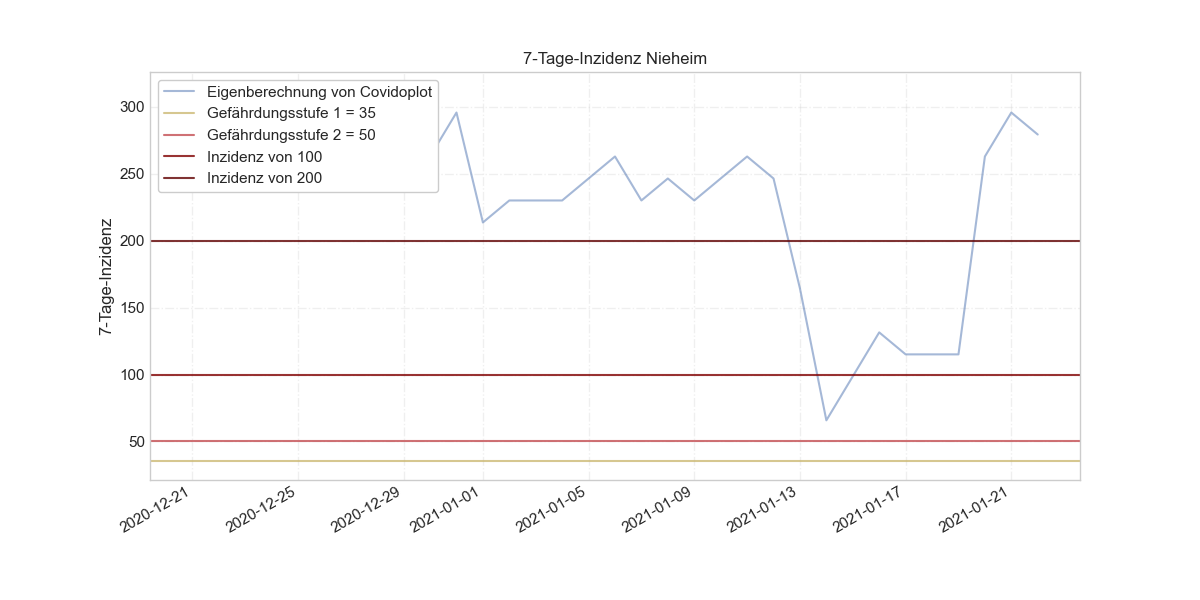 7-Tage-Inzidenz Nieheim
Eigenberechnung von Covidoplot
Gefährdungsstufe 1 = 35
Gefährdungsstufe 2 = 50
Inzidenz von 100
Inzidenz von 200
7-Tage-Inzidenz
300
250
200
150
100
50
2020-12-21
2020-12-25
2020-12-29
2021-01-01
2021-01-05
2021-01-09
2021-01-13
2021-01-17
2021-01-21